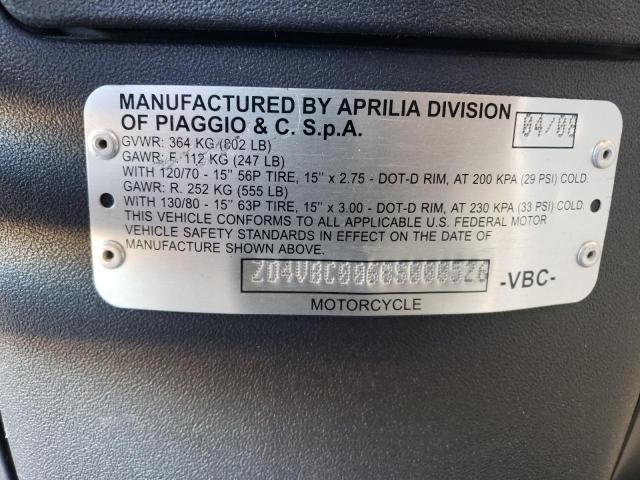 MANUFACTURED BY APRILIA DIVISION
OF PIAGGIO & C. S.p.A.
04/08
GVWR: 364 KG (802 LB)
GAWR: F. 112 KG (247 LB)
WITH 120/70 - 15" 56P TIRE, 15" x 2.75 - DOT-D RIM, AT 200 KPA (29 PSI) COLD.
GAWR: R. 252 KG (555 LB)
WITH 130/80 - 15" 63P TIRE, 15" x 3.00 - DOT-D RIM, AT 230 KPA (33 PSI) COLD.
THIS VEHICLE CONFORMS TO ALL APPLICABLE U.S. FEDERAL MOTOR
VEHICLE SAFETY STANDARDS IN EFFECT ON THE DATE OF
MANUFACTURE SHOWN ABOVE.
-VBC-
MOTORCYCLE